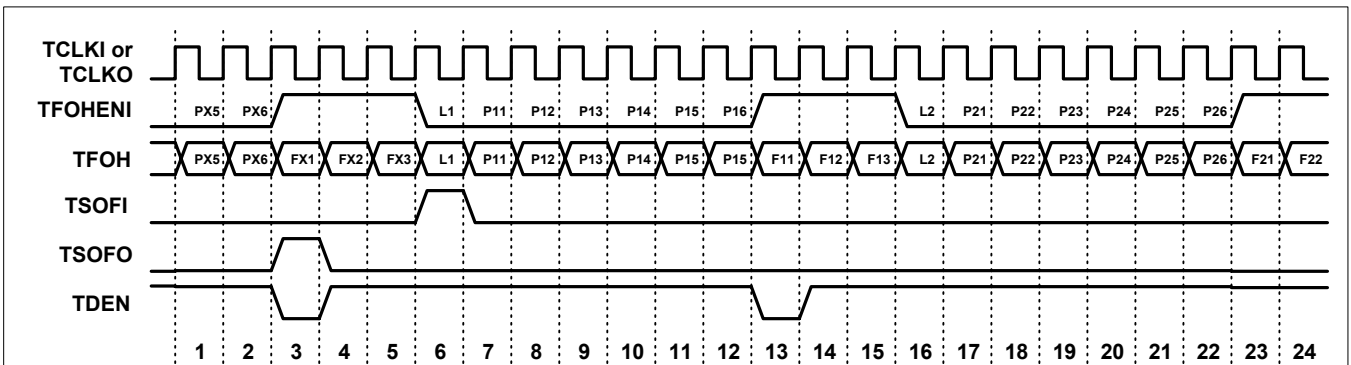 TCLKI or
TCLKO
TFOHENI PX5 PX6 L1 P11 P12 P13 P14 P15 P16 L2 P21 P22 P23 P24 P25 P26
TFOH PX5 PX6 FX1 FX2 FX3 L1 P11 P12 P13 P14 P15 P15 F11 F12 F13 L2 P21 P22 P23 P24 P25 P26 F21 F22
TSOFI
TSOFO
TDEN
1 2 3 4 5 6 7 8 9 10 11 12 13 14 15 16 17 18 19 20 21 22 23 24